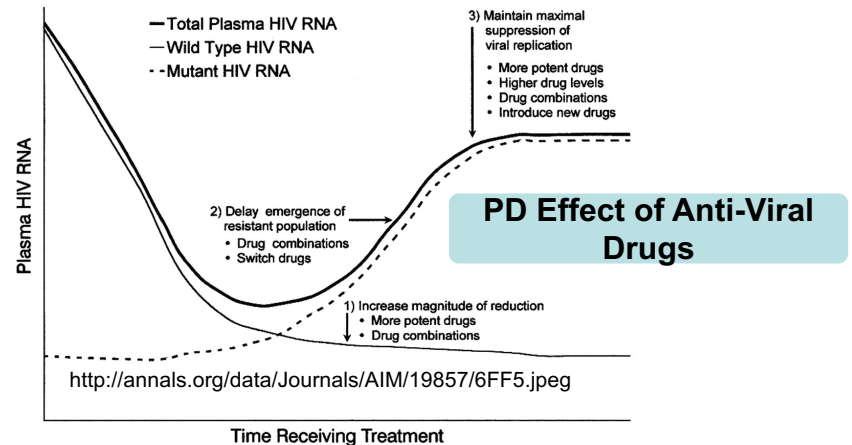 Total Plasma HIV RNA
Wild Type HIV RNA
Mutant HIV RNA
3) Maintain maximal
suppression of
viral replication
• More potent drugs
• Higher drug levels
• Drug combinations
• Introduce new drugs
Plasma HIV RNA
2) Delay emergence of
resistant population
• Drug combinations
• Switch drugs
PD Effect of Anti-Viral
Drugs
1) Increase magnitude of reduction
• More potent drugs
• Drug combinations
http://annals.org/data/Journals/AIM/19857/6FF5.jpeg
Time Receiving Treatment